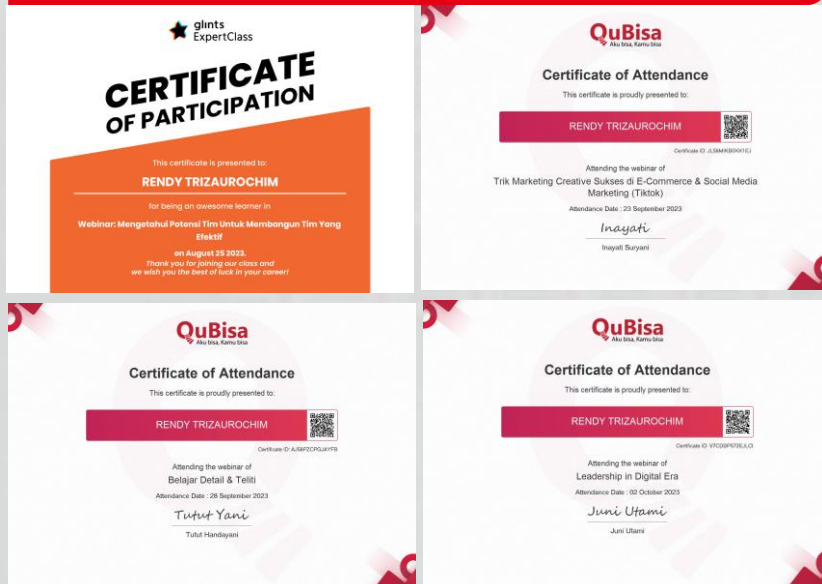 glints
ExpertClass
CERTIFICATE
OF PARTICIPATION
This certificate is presented to:
RENDY TRIZAUROCHIM
for being an awesome learner in
Webinar: Mengetahui Potensi Tim Untuk Membangun Tim Yang
Efektif
on August 25 2023.
Thank you for joining our class and
we wish you the best of luck in your career!
QuBisa
Aku bisa, Kamu bisa
Certificate of Attendance
This certificate is proudly presented to:
RENDY TRIZAUROCHIM
Certificate ID
Attending the webinar of
Trik Marketing Creative Sukses di E-Commerce & Social Media
Marketing (Tiktok)
Attendance Date : 23 September 2023
Inayati
Inayati Suryani
QuBisa
Aku bisa, Kamu bisa
Certificate of Attendance
This certificate is proudly presented to:
RENDY TRIZAUROCHIM
Certificate ID:
Attending the webinar of
Belajar Detail & Teliti
Attendance Date : 26 September 2023
Tutut Yani
Tutut Handayani
QuBisa
Aku bisa, Kamu bisa
Certificate of Attendance
This certificate is proudly presented to:
RENDY TRIZAUROCHIM
Certificate ID
Attending the webinar of
Leadership in Digital Era
Attendance Date : 02 October 2023
Juni Utami
Juni Utami